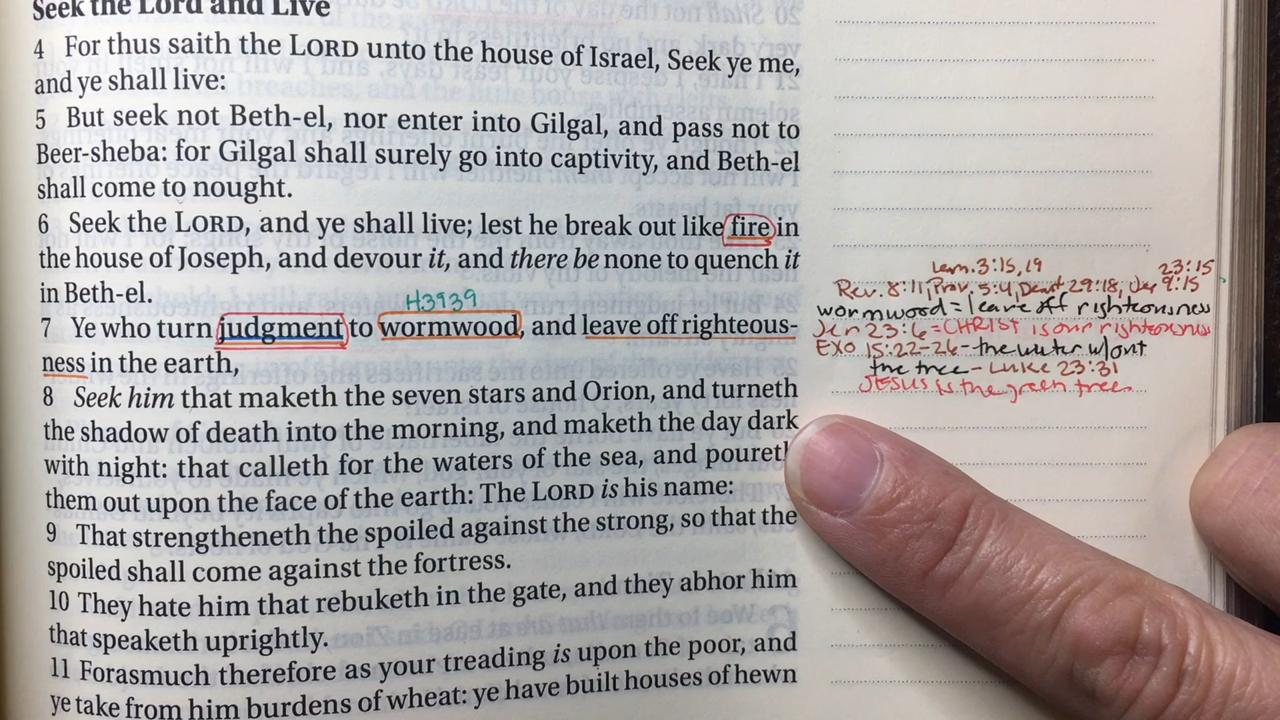 Seek the Lord and Live
4 For thus saith the LORD unto the house of Israel, Seek ye me,
and ye shall live:
5 But seek not Beth-el, nor enter into Gilgal, and pass not to
Beer-sheba: for Gilgal shall surely go into captivity, and Beth-el
shall come to nought.
6 Seek the LORD, and ye shall live; lest he break out like fire in
the house of Joseph, and devour it, and there be none to quench it
in Beth-el.
H3939
7 Ye who turn judgment to wormwood, and leave off righteous-
ness in the earth,
8 Seek him that maketh the seven stars and Orion, and turneth
the shadow of death into the morning, and maketh the day dark
with night: that calleth for the waters of the sea, and poureth
them out upon the face of the earth: The LORD is his name:
9 That strengtheneth the spoiled against the strong, so that the
spoiled shall come against the fortress.
10 They hate him that rebuketh in the gate, and they abhor him
that speaketh uprightly.
11 Forasmuch therefore as your treading is upon the poor, and
ye take from him burdens of wheat: ye have built houses of hewn
Lam. 3:15, 19 23:15
Rev. 8:11, Prov. 5:4, Deut 29:18, Jer 9:15
wormwood = leave off righteousness
Jer 23:6 = CHRIST is our righteousness
EXO 15:22-26 - the water w/out
the tree - Luke 23:31
JESUS is the green tree